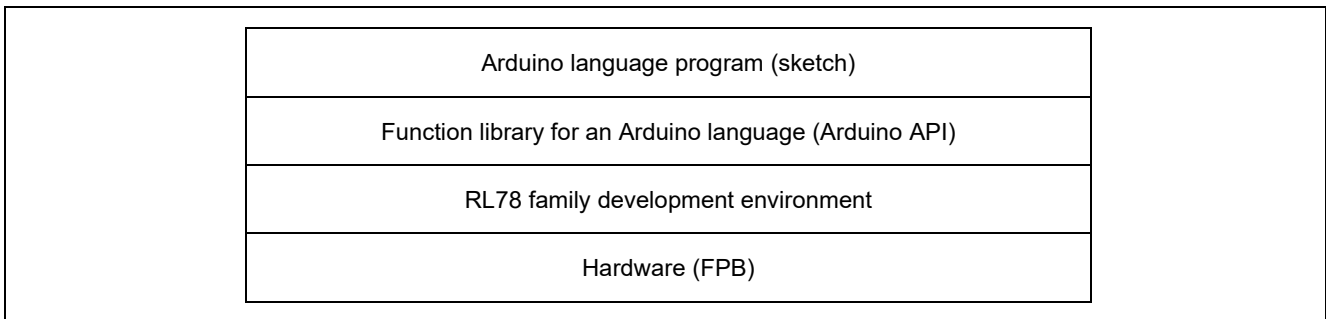 Arduino language program (sketch)
Function library for an Arduino language (Arduino API)
RL78 family development environment
Hardware (FPB)